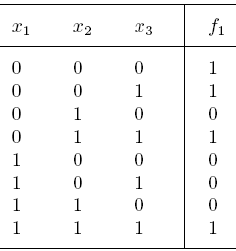 x₁ x₂ x₃ f₁
0 0 0 1
0 0 1 1
0 1 0 0
0 1 1 1
1 0 0 0
1 0 1 0
1 1 0 0
1 1 1 1